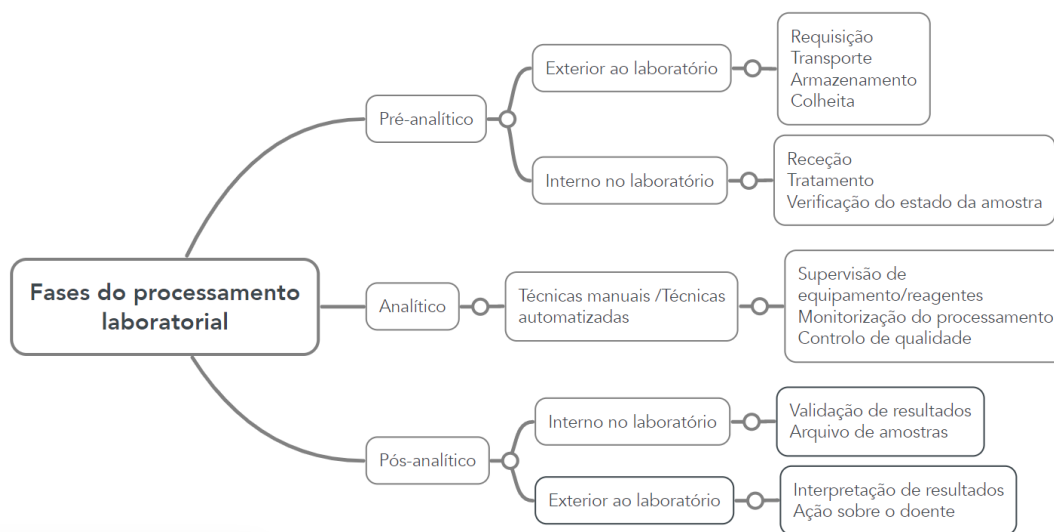 Fases do processamento
laboratorial
Pré-analítico
Exterior ao laboratório
Requisição
Transporte
Armazenamento
Colheita
Interno no laboratório
Receção
Tratamento
Verificação do estado da amostra
Analítico
Técnicas manuais /Técnicas
automatizadas
Supervisão de
equipamento/reagentes
Monitorização do processamento
Controlo de qualidade
Pós-analítico
Interno no laboratório
Validação de resultados
Arquivo de amostras
Exterior ao laboratório
Interpretação de resultados
Ação sobre o doente